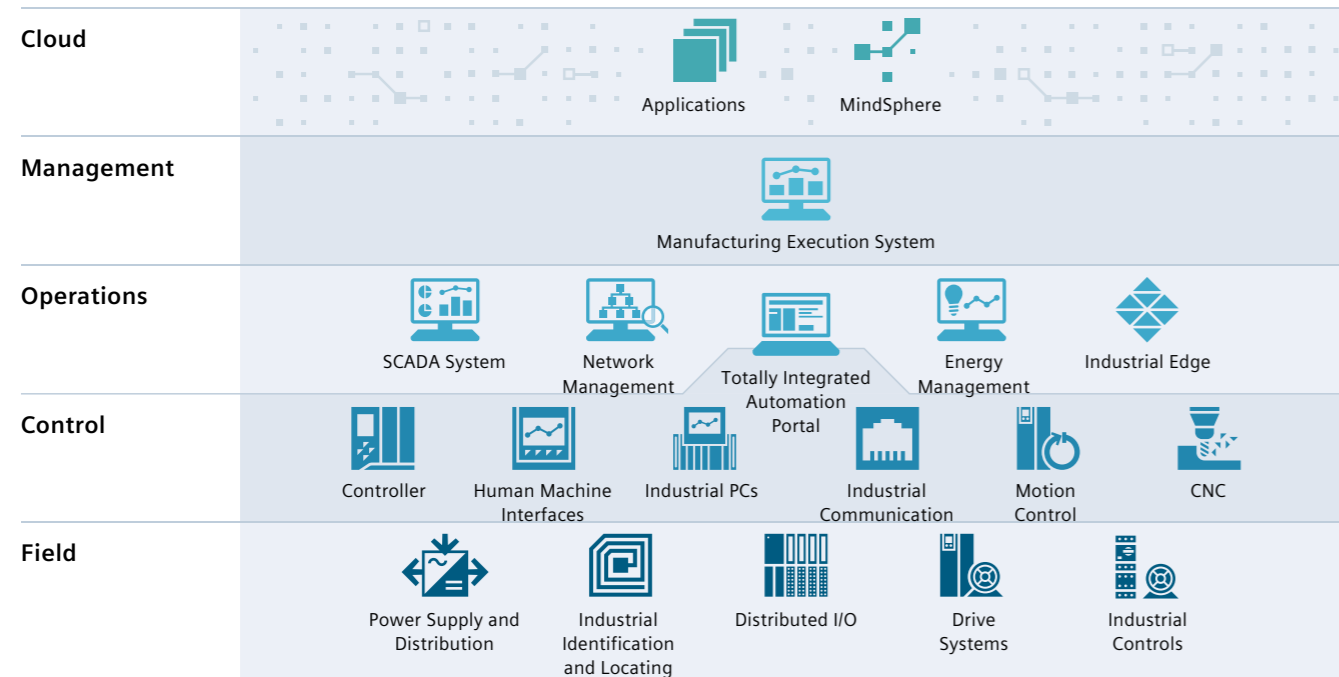 Cloud
Applications
MindSphere
Management
Manufacturing Execution System
Operations
SCADA System
Network
Management
Totally Integrated
Automation
Portal
Energy
Management
Industrial Edge
Control
Controller
Human Machine
Interfaces
Industrial PCs
Industrial
Communication
Motion
Control
CNC
Field
Power Supply and
Distribution
Industrial
Identification
and Locating
Distributed I/O
Drive
Systems
Industrial
Controls